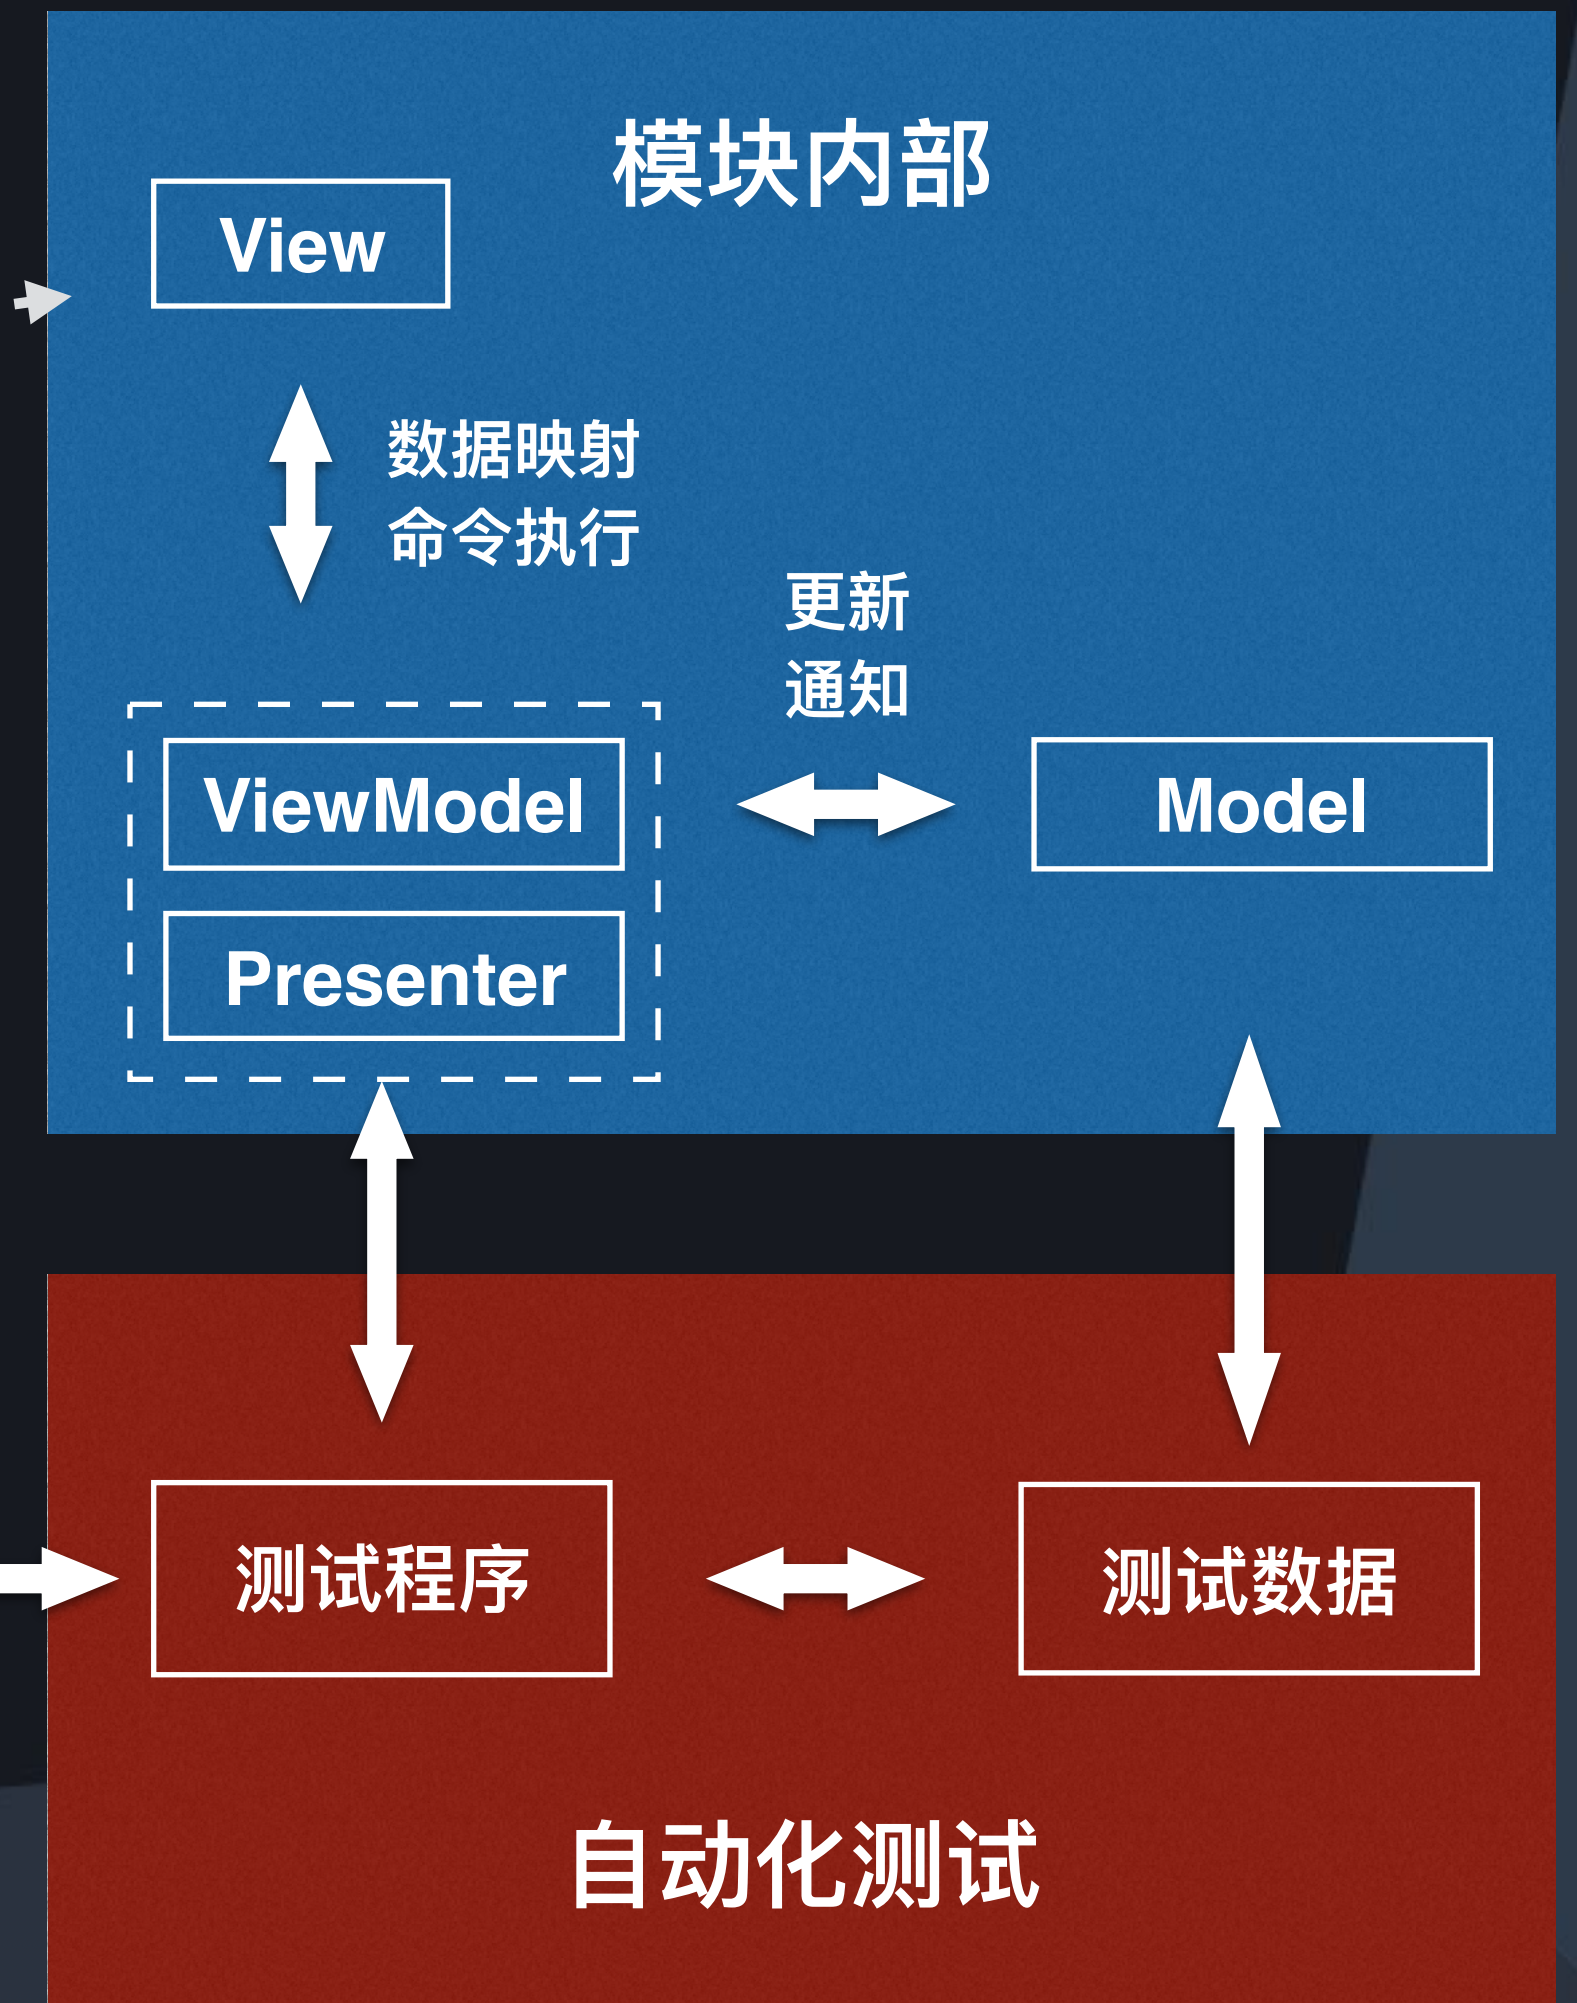 模块内部
View
数据映射
命令执行
更新
通知
ViewModel
Model
Presenter
测试程序
测试数据
自动化测试